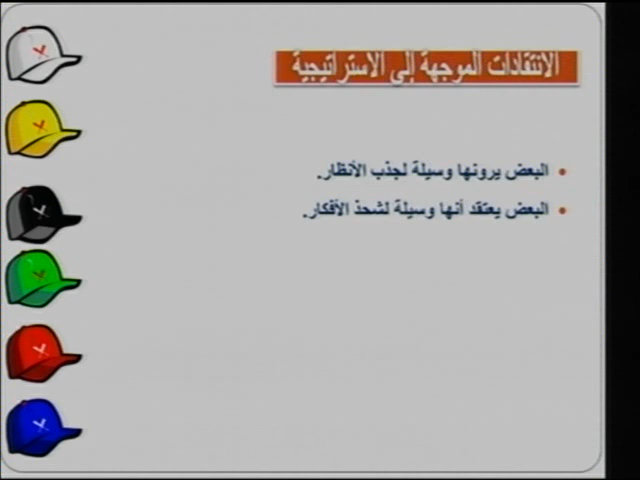 الانتقادات الموجهة إلى الاستراتيجية
البعض يرونها وسيلة لجذب الأنظار.
البعض يعتقد أنها وسيلة لشحذ الأفكار.